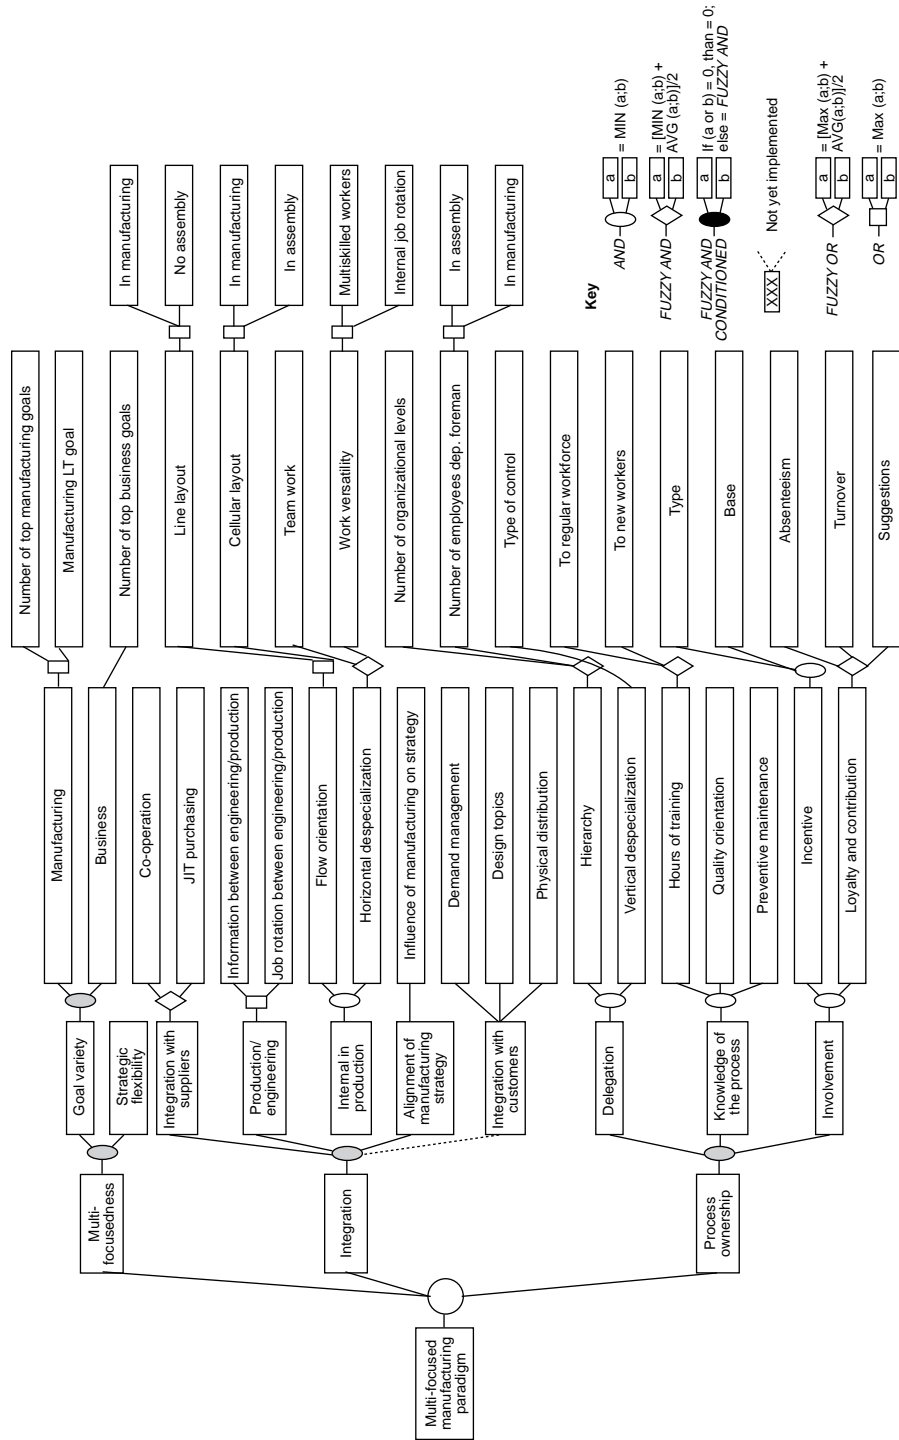 Multi-focused
manufacturing
paradigm
Multi-
focusedness
Integration
Process
ownership
Goal variety
Strategic
flexibility
Integration with
suppliers
Production/
engineering
Internal in
production
Alignment of
manufacturing
strategy
Integration with
customers
Delegation
Knowledge of
the process
Involvement
Manufacturing
Business
Co-operation
JIT purchasing
Information between engineering/production
Job rotation between engineering/production
Flow orientation
Horizontal despecialization
Influence of manufacturing on strategy
Demand management
Design topics
Physical distribution
Hierarchy
Vertical despecialization
Hours of training
Quality orientation
Preventive maintenance
Incentive
Loyalty and contribution
Number of top manufacturing goals
Manufacturing LT goal
Number of top business goals
Line layout
Cellular layout
Team work
Work versatility
Number of organizational levels
Number of employees dep. foreman
Type of control
To regular workforce
To new workers
Type
Base
Absenteeism
Turnover
Suggestions
In manufacturing
No assembly
In manufacturing
In assembly
Multiskilled workers
Internal job rotation
In assembly
In manufacturing
Key
AND
a
b
= MIN (a;b)
FUZZY AND
a
b
= [MIN (a;b) +
AVG (a;b)]/2
FUZZY AND
CONDITIONED
a
b
If (a or b) = 0, than = 0;
else = FUZZY AND
XXX
Not yet implemented
FUZZY OR
a
b
= [Max (a;b) +
AVG(a;b)]/2
OR
a
b
= Max (a;b)